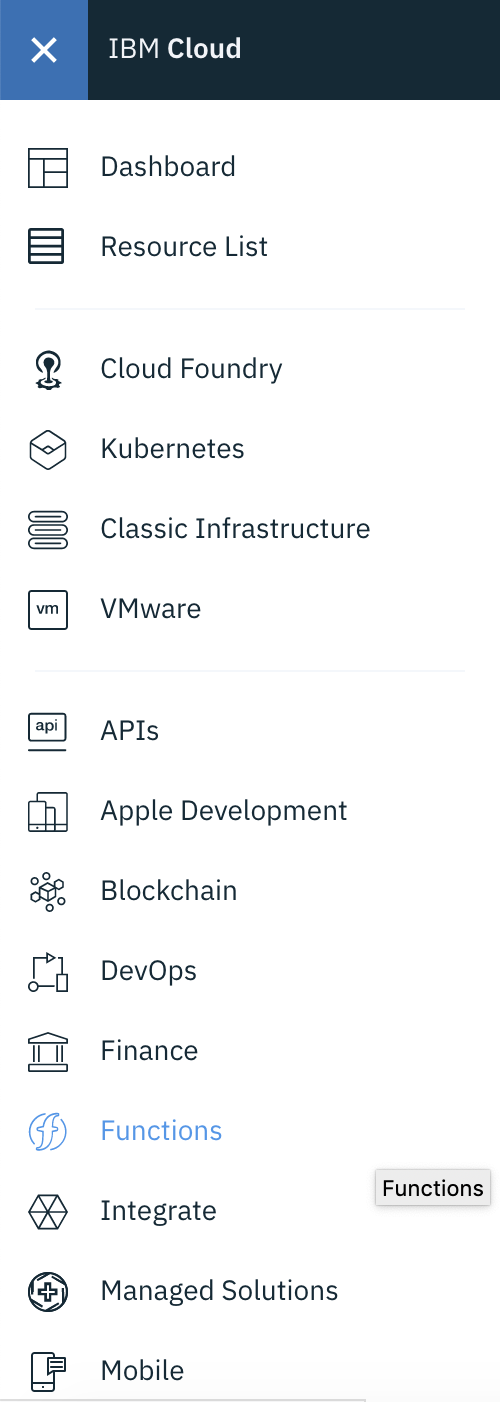 IBM Cloud
Dashboard
Resource List
Cloud Foundry
Kubernetes
Classic Infrastructure
vm VMware
api APIs
Apple Development
Blockchain
DevOps
Finance
Functions
Functions
Integrate
Managed Solutions
Mobile